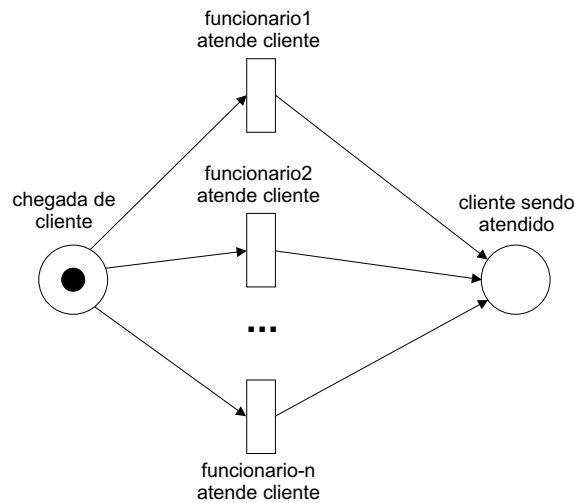 funcionario1
atende cliente
funcionario2
atende cliente
chegada de
cliente
cliente sendo
atendido
...
funcionario-n
atende cliente